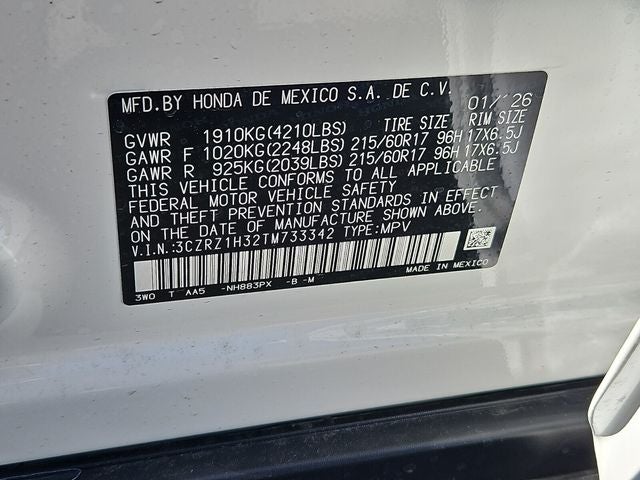 MFD.BY HONDA DE MEXICO S.A. DE C.V. 01/ 26
GVWR 1910KG(4210LBS) TIRE SIZE RIM SIZE
GAWR F 1020KG(2248LBS) 215/60R17 96H 17X6.5J
GAWR R 925KG(2039LBS) 215/60R17 96H 17X6.5J
THIS VEHICLE CONFORMS TO ALL APPLICABLE
FEDERAL MOTOR VEHICLE SAFETY
AND THEFT PREVENTION STANDARDS IN EFFECT
ON THE DATE OF MANUFACTURE SHOWN ABOVE.
V.I.N.:3CZRZ1H32TM733342 TYPE:MPV
MADE IN MEXICO
3WO T AA5 -NH883PX -B -M